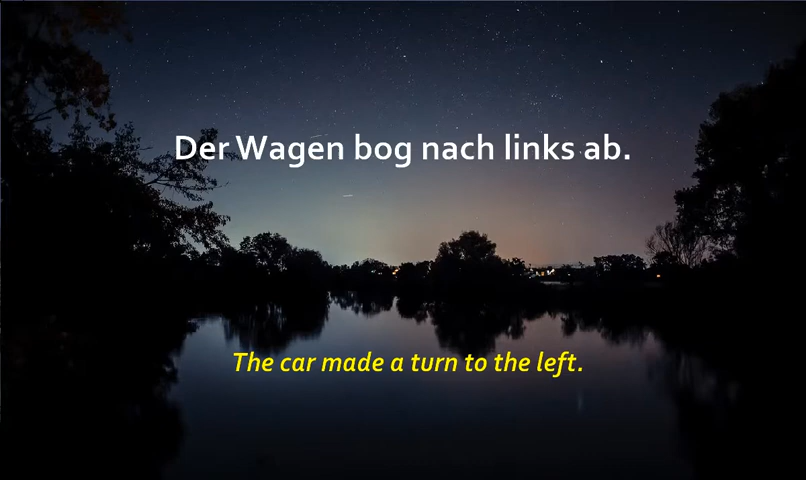 Der Wagen bog nach links ab.
The car made a turn to the left.